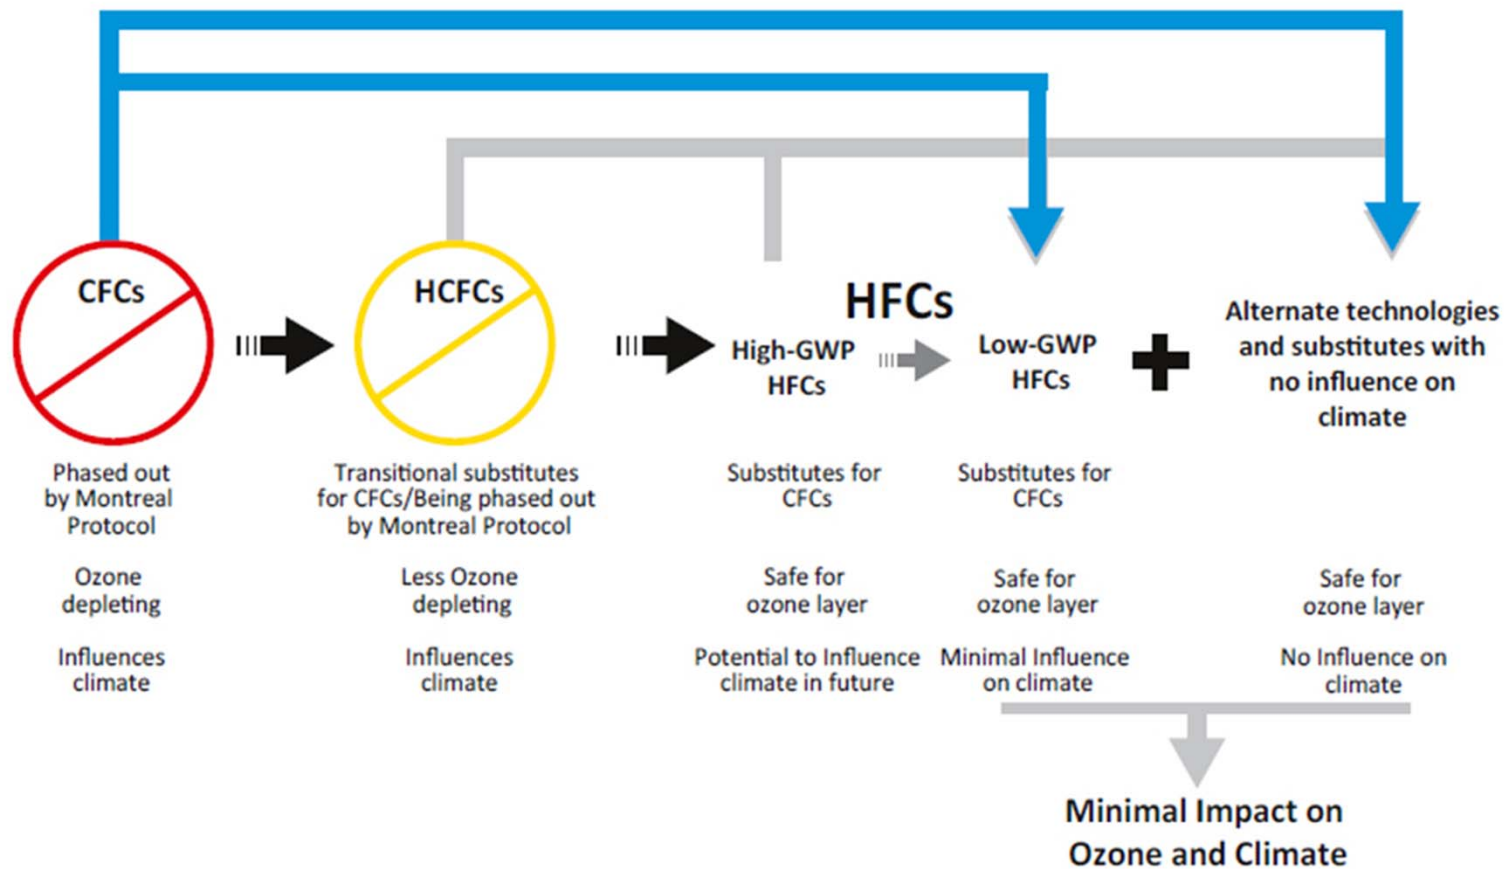 CFCs
HCFCs
HFCs
High-GWP
HFCs
Low-GWP
HFCs
Alternate technologies
and substitutes with
no influence on
climate
Phased out
by Montreal
Protocol
Transitional substitutes
for CFCs/Being phased out
by Montreal Protocol
Substitutes for
CFCs
Substitutes for
CFCs
Ozone
depleting
Less Ozone
depleting
Safe for
ozone layer
Safe for
ozone layer
Safe for
ozone layer
Influences
climate
Influences
climate
Potential to Influence
climate in future
Minimal Influence
on climate
No Influence on
climate
Minimal Impact on
Ozone and Climate